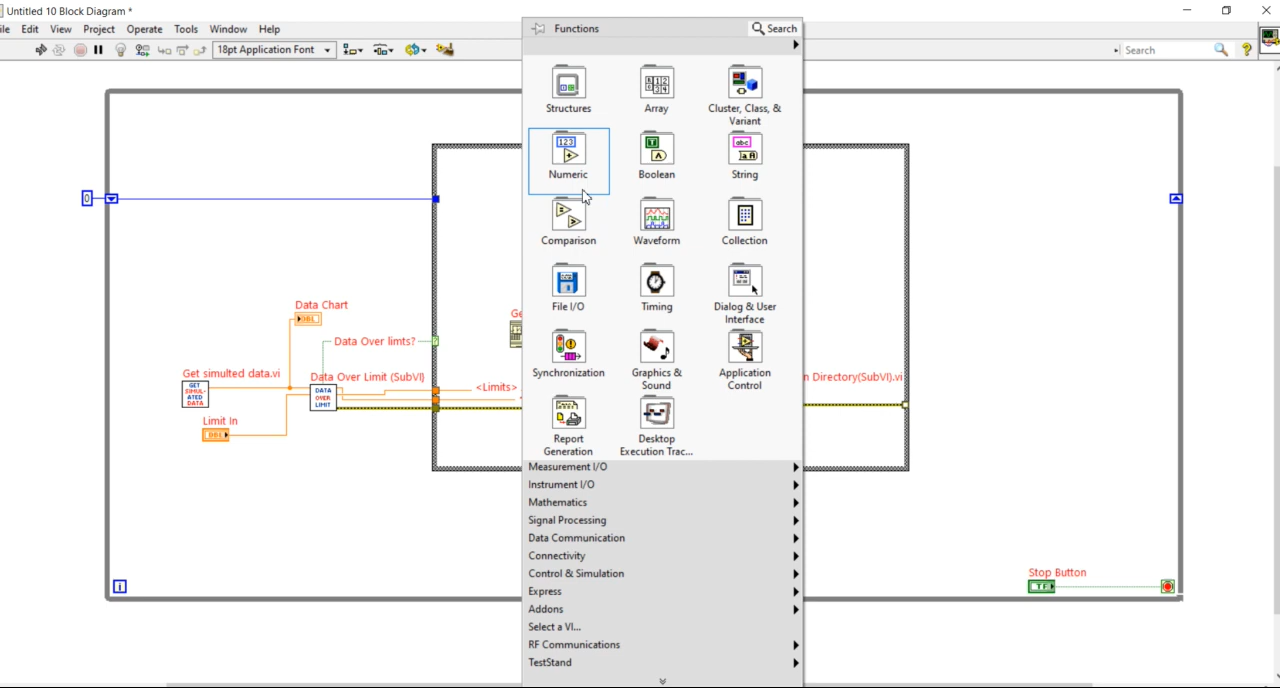 Untitled 10 Block Diagram *
ile Edit View Project Operate Tools Window Help
18pt Application Font
Search
Functions
Search
Structures
Array
Cluster, Class, &
Variant
123
Numeric
Boolean
abc
String
Comparison
Waveform
Collection
File I/O
Timing
Dialog & User
Interface
Synchronization
Graphics &
Sound
Application
Control
Report
Generation
Desktop
Execution Trac...
Measurement I/O
Instrument I/O
Mathematics
Signal Processing
Data Communication
Connectivity
Control & Simulation
Express
Addons
Select a VI...
RF Communications
TestStand
0
Data Chart
DBL
Data Over limts?
Get simulted data.vi
GET
SIMUL-
ATED
DATA
Data Over Limit (SubVI)
DATA
OVER
LIMIT
<Limits>
Limit In
DBL
Ge
n Directory(SubVI).vi
i
Stop Button
TF